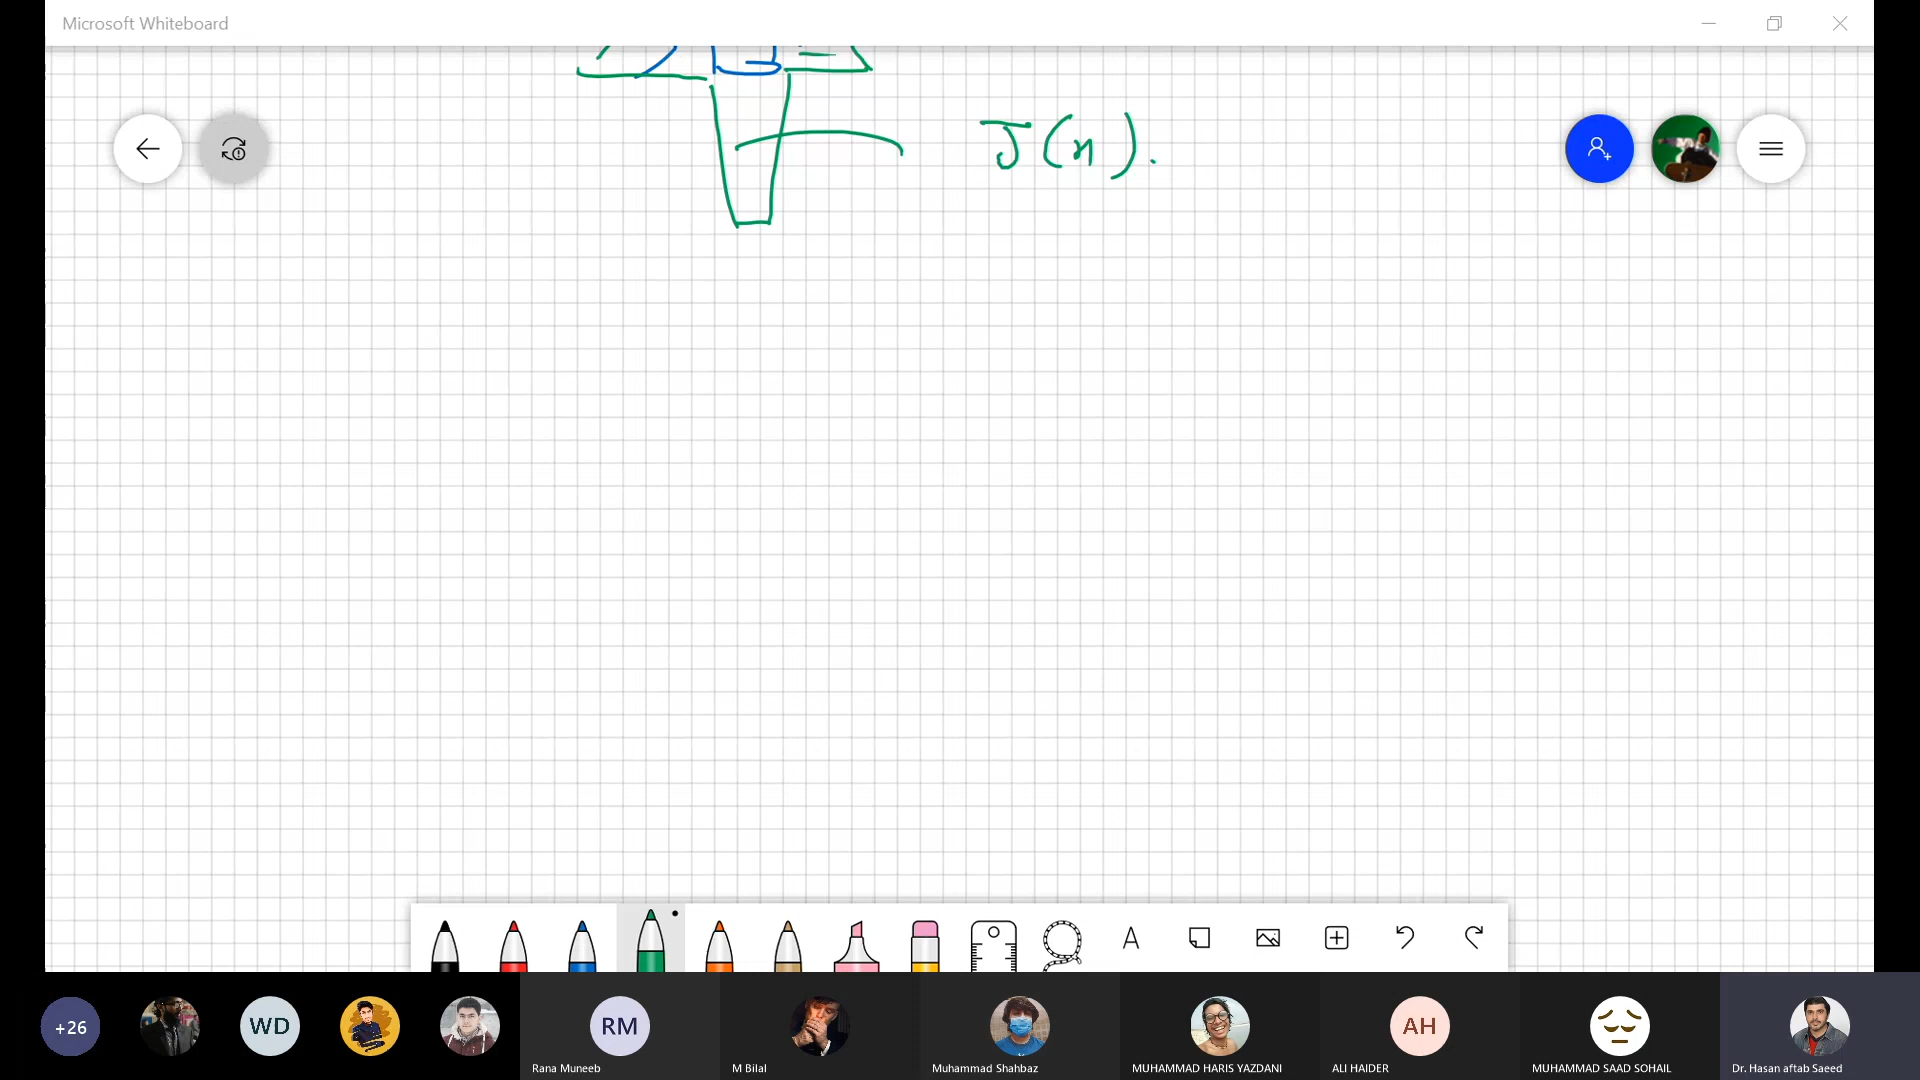 Microsoft Whiteboard
J(x).
+26
WD
RM
AH
Rana Muneeb
M Bilal
Muhammad Shahbaz
MUHAMMAD HARIS YAZDANI
ALI HAIDER
MUHAMMAD SAAD SOHAIL
Dr. Hasan aftab Saeed